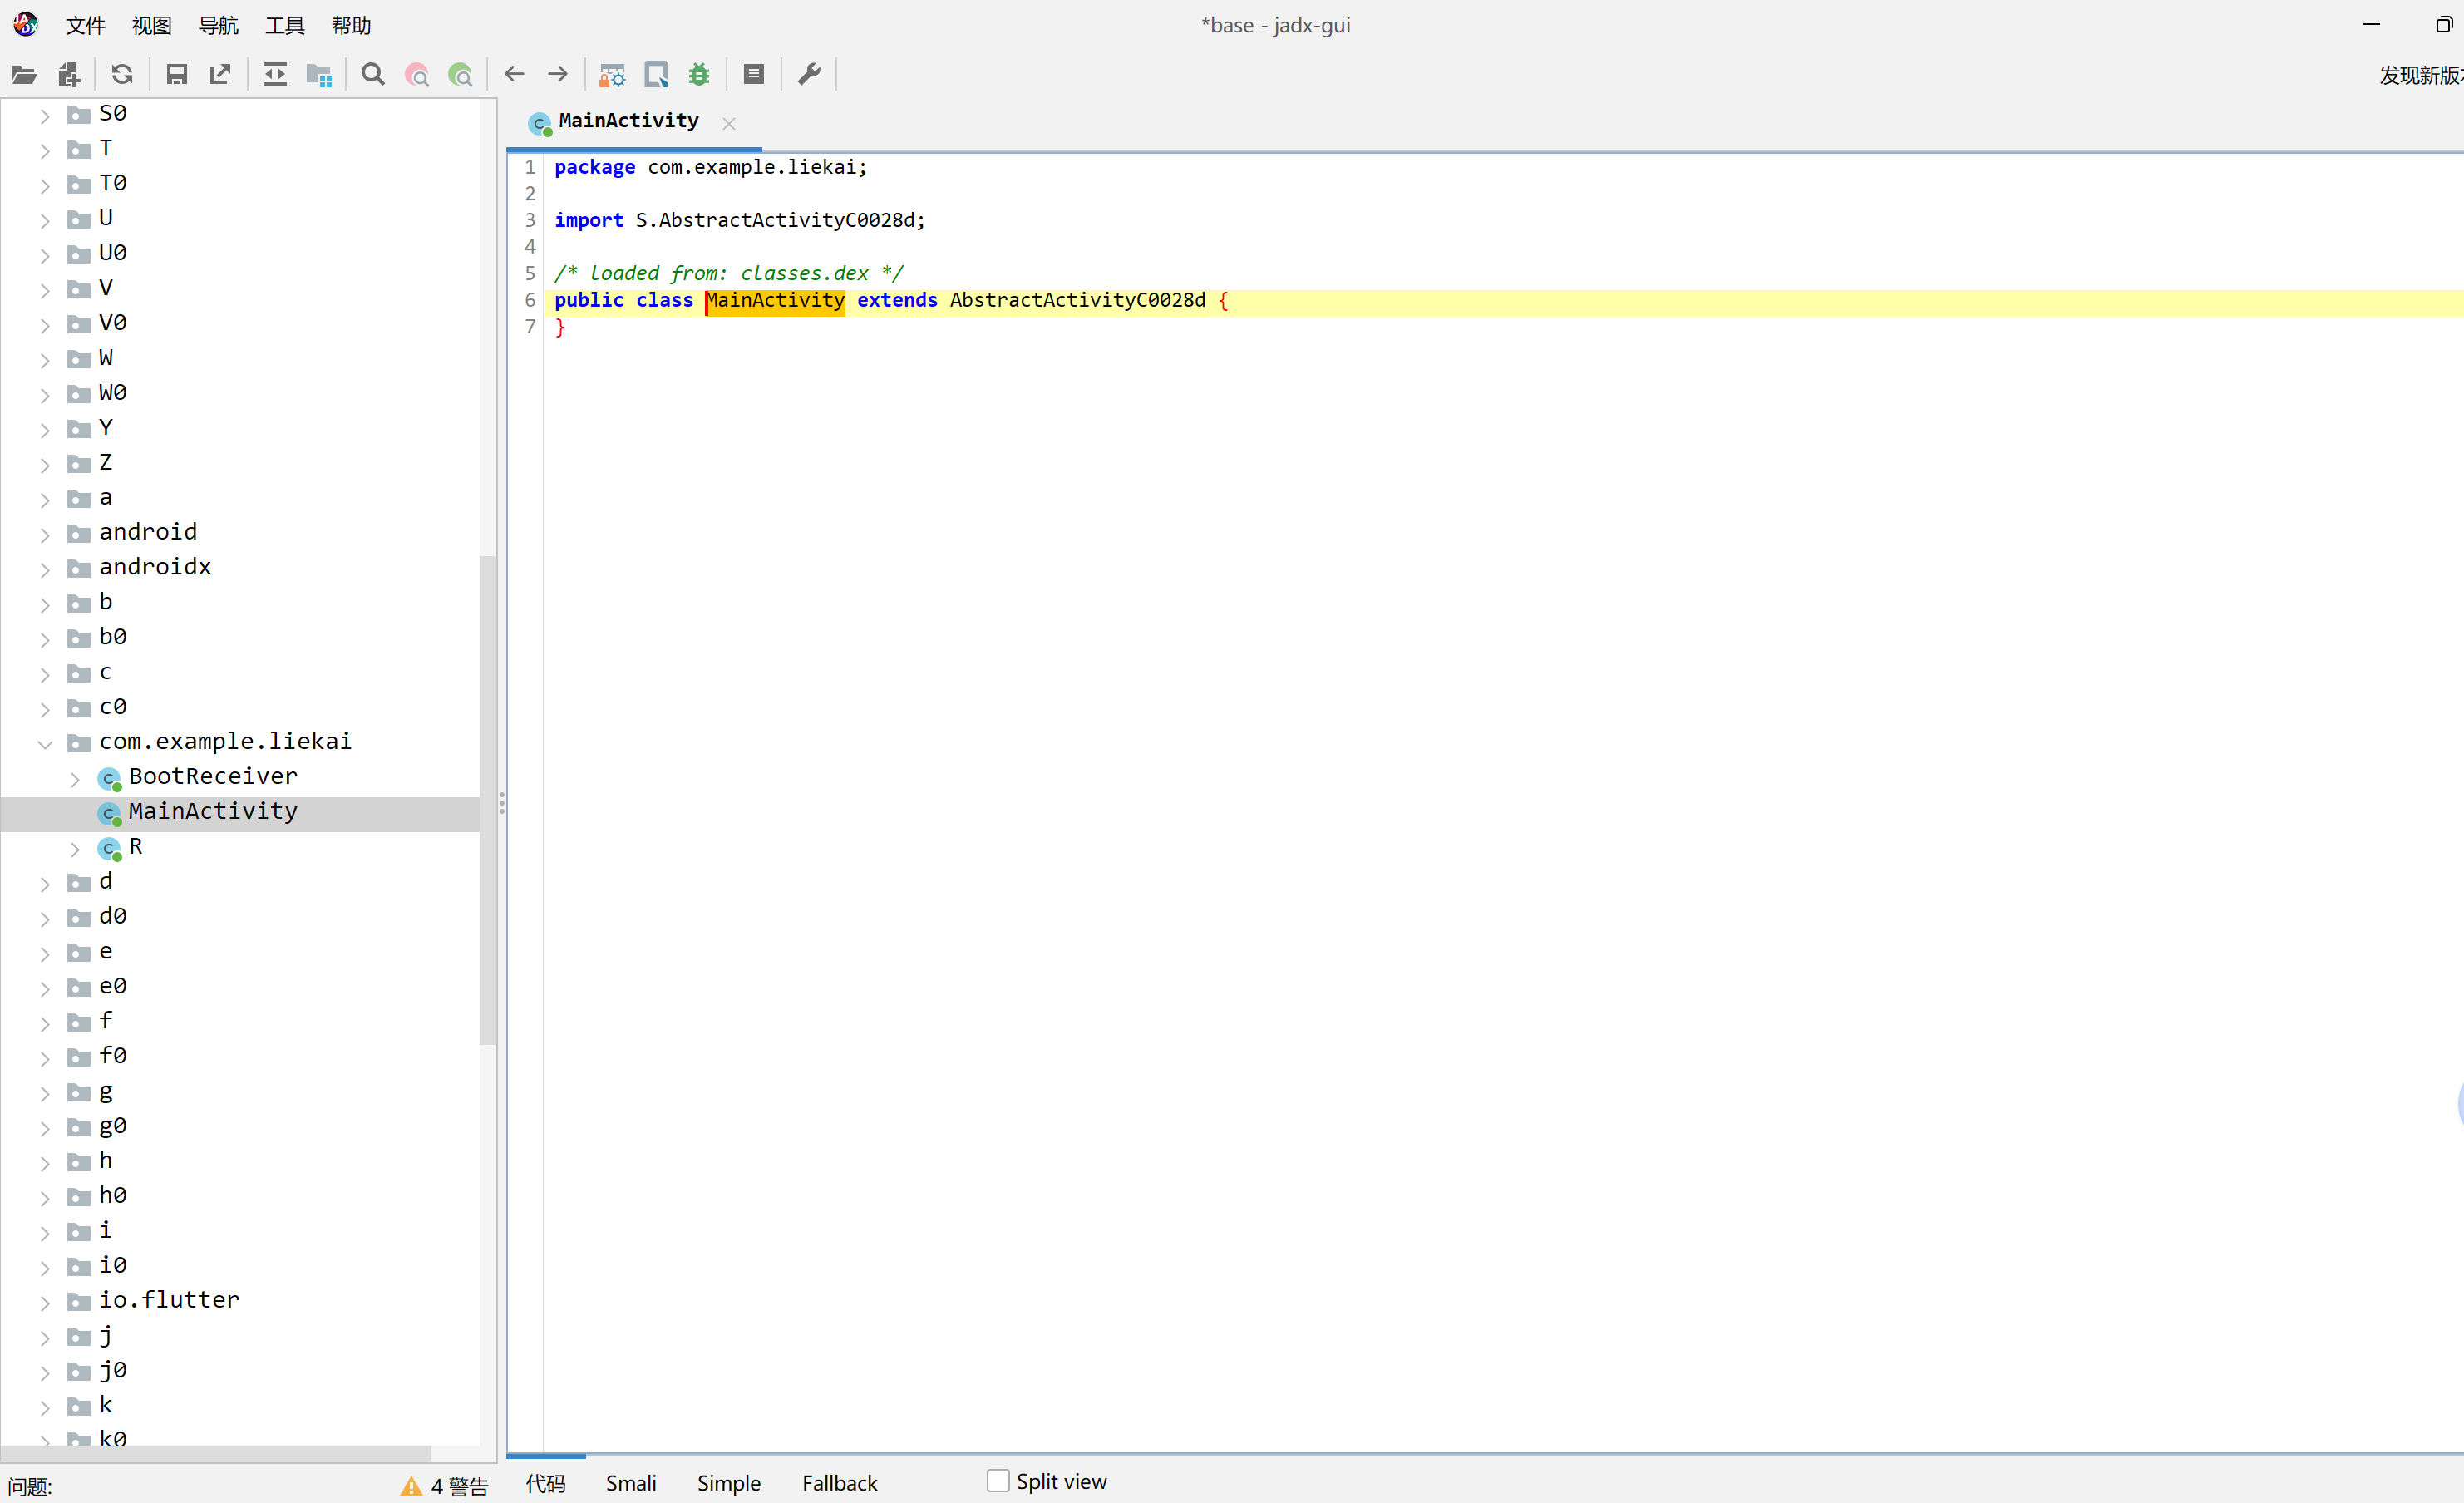 文件 视图 导航 工具 帮助
*base - jadx-gui
发现新版
S0
T
T0
U
U0
V
V0
W
W0
Y
Z
a
android
androidx
b
b0
c
c0
com.example.liekai
BootReceiver
MainActivity
R
d
d0
e
e0
f
f0
g
g0
h
h0
i
i0
io.flutter
j
j0
k
k0
问题:
4 警告
MainActivity
1 package com.example.liekai;
2
3 import S.AbstractActivityC0028d;
4
5 /* loaded from: classes.dex */
6 public class MainActivity extends AbstractActivityC0028d {
7 }
代码 Smali Simple Fallback Split view